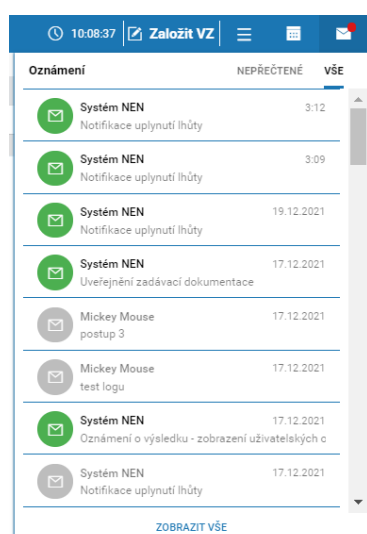 10:08:37 Založit VZ
Oznámení NEPŘEČTENÉ VŠE
Systém NEN 3:12
Notifikace uplynutí lhůty
Systém NEN 3:09
Notifikace uplynutí lhůty
Systém NEN 19.12.2021
Notifikace uplynutí lhůty
Systém NEN 17.12.2021
Uveřejnění zadávací dokumentace
Mickey Mouse 17.12.2021
postup 3
Mickey Mouse 17.12.2021
test logu
Systém NEN 17.12.2021
Oznámení o výsledku - zobrazení uživatelských o
Systém NEN 17.12.2021
Notifikace uplynutí lhůty
ZOBRAZIT VŠE